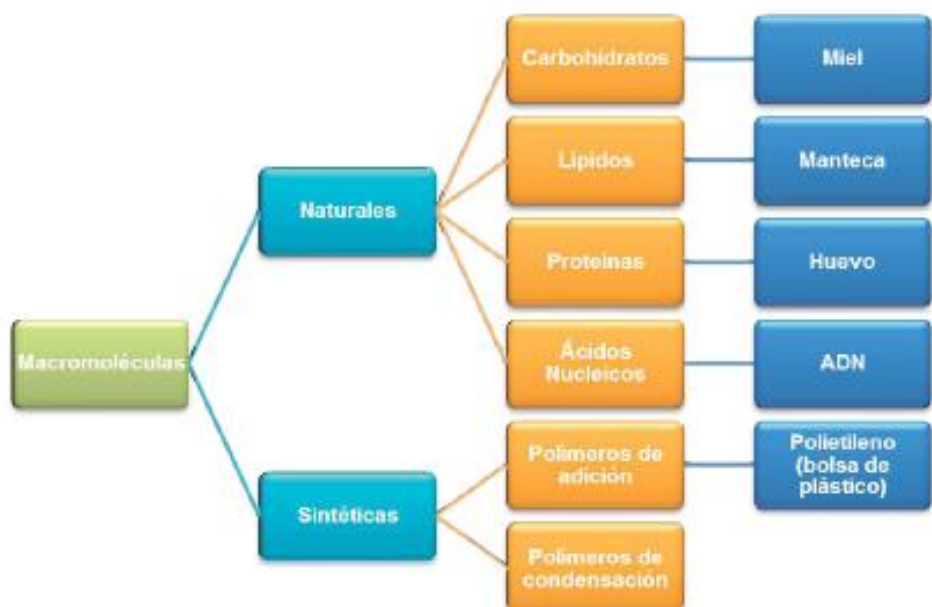 Macromoléculas
Naturales
Carbohidratos
Miel
Lípidos
Manteca
Proteínas
Huevo
Ácidos
Nucleicos
ADN
Sintéticas
Polímeros de
adición
Polietileno
(bolsa de
plástico)
Polímeros de
condensación